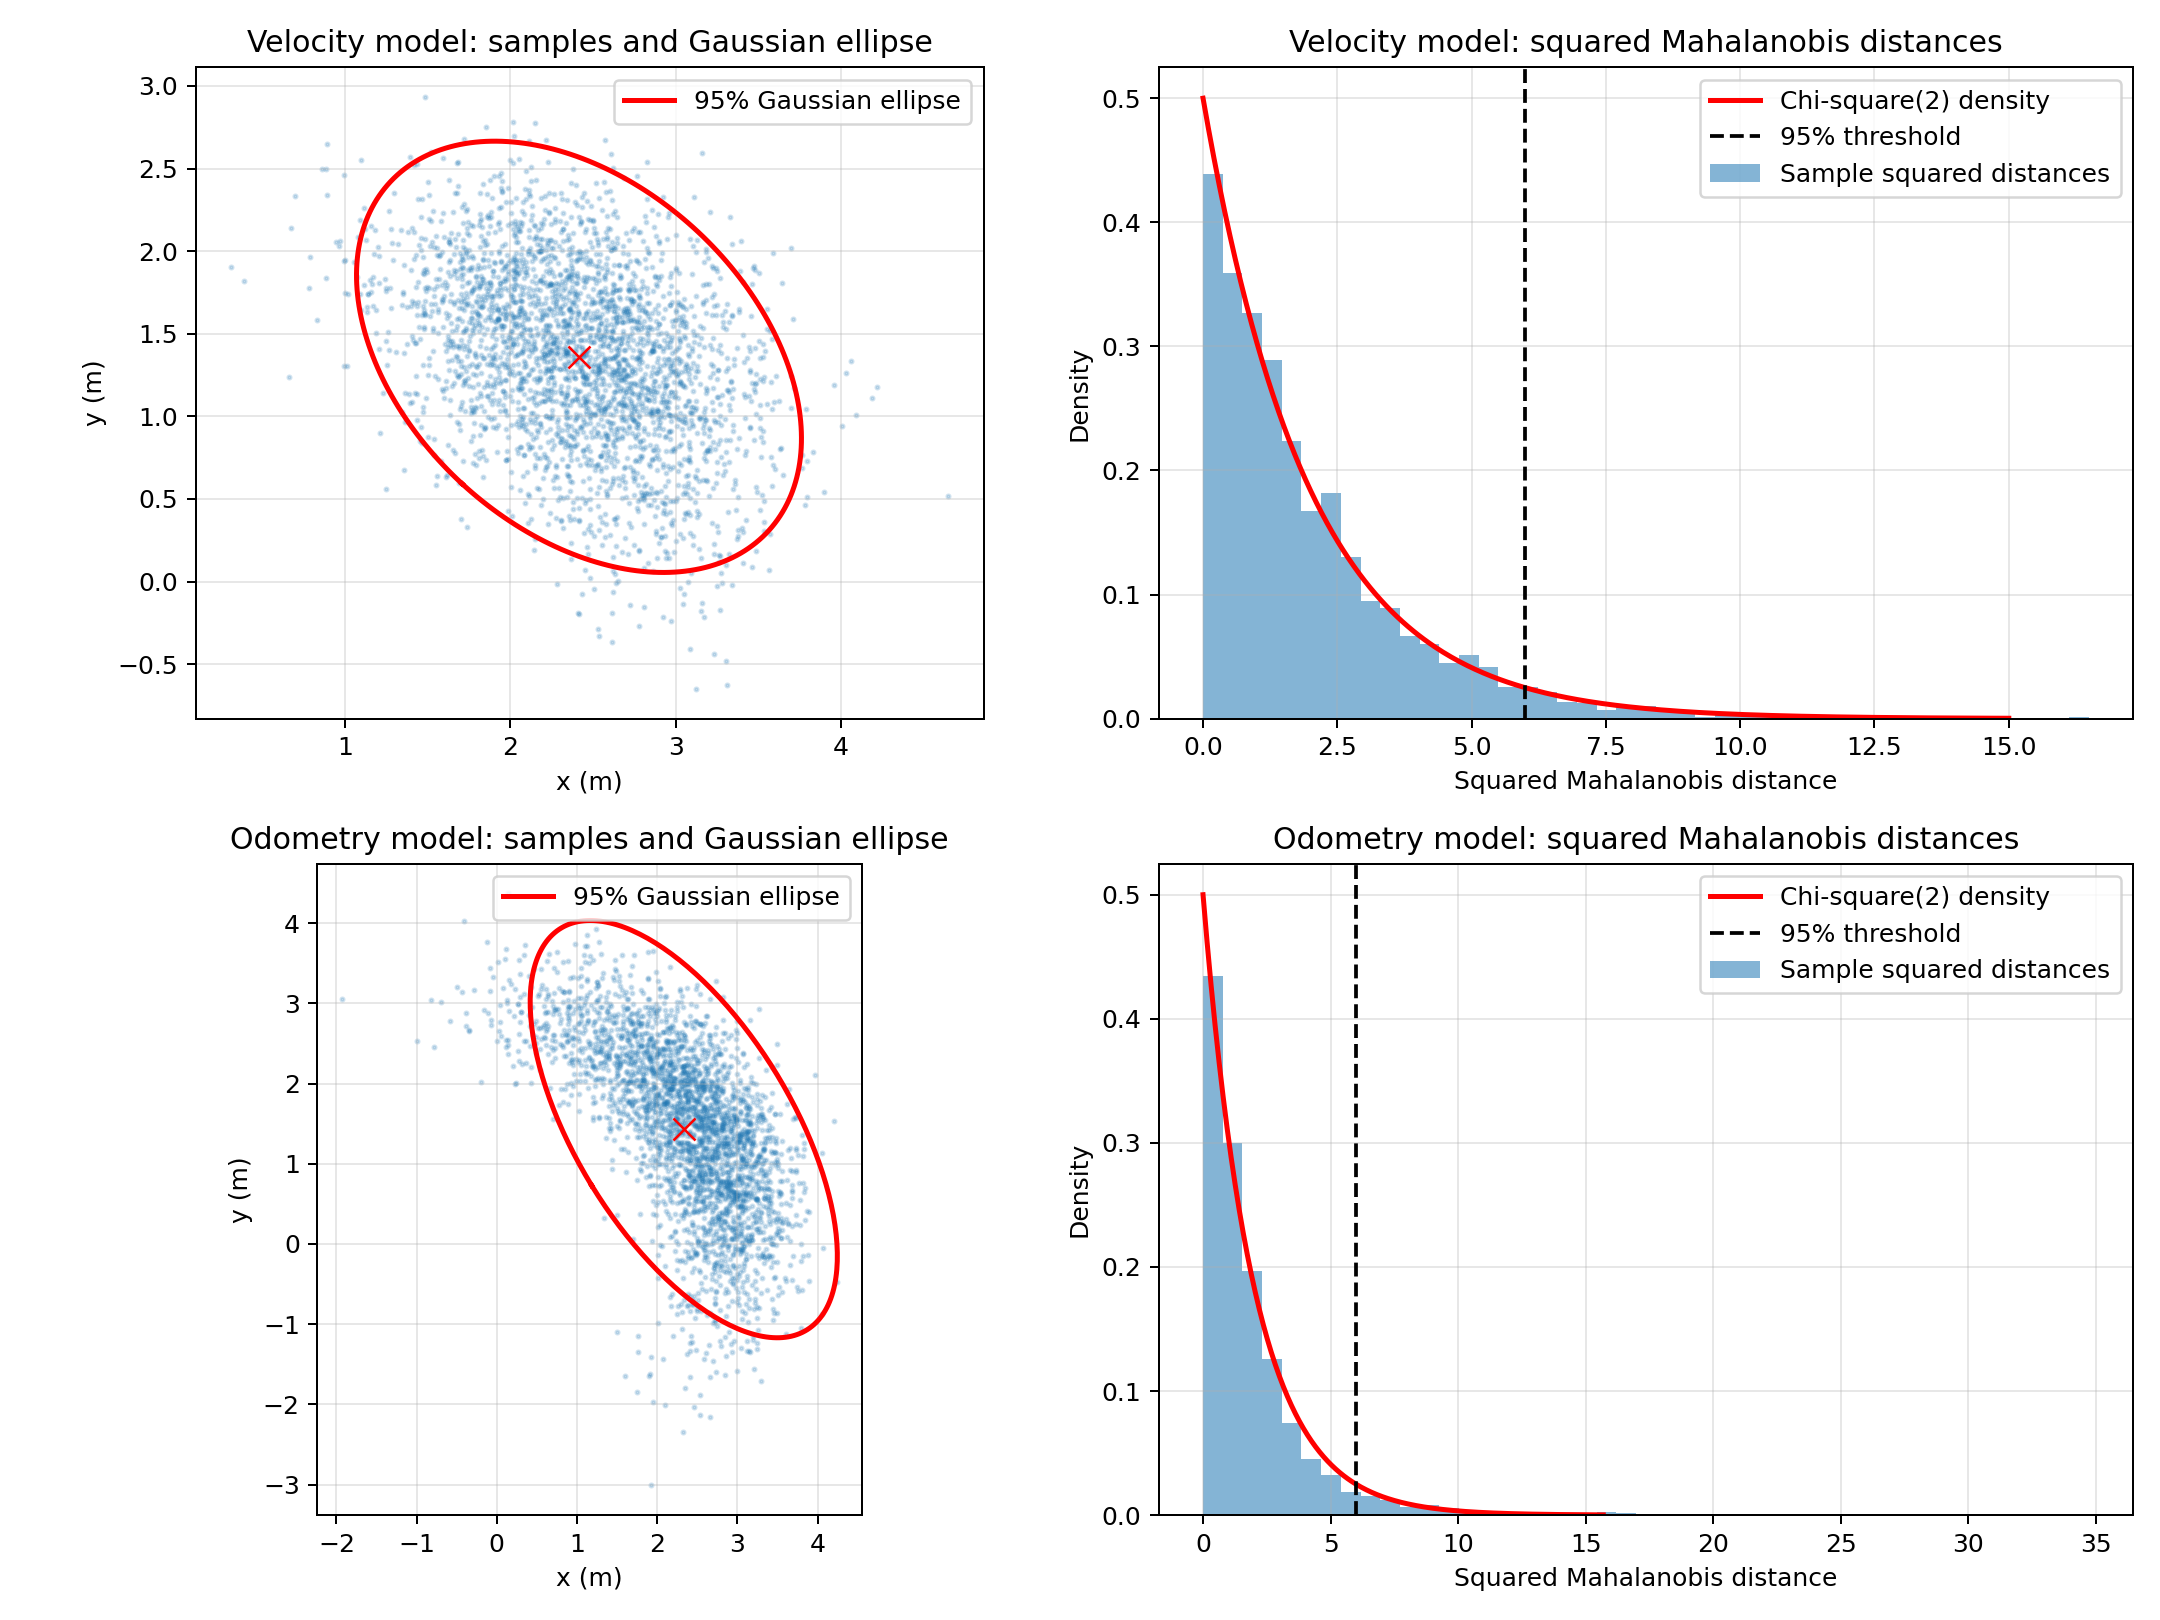 Velocity model: samples and Gaussian ellipse
95% Gaussian ellipse
3.0
2.5
2.0
1.5
1.0
0.5
0.0
−0.5
y (m)
1 2 3 4
x (m)
Velocity model: squared Mahalanobis distances
Chi-square(2) density
95% threshold
Sample squared distances
0.5
0.4
0.3
0.2
0.1
0.0
Density
0.0 2.5 5.0 7.5 10.0 12.5 15.0
Squared Mahalanobis distance
Odometry model: samples and Gaussian ellipse
95% Gaussian ellipse
4
3
2
1
0
−1
−2
−3
y (m)
−2 −1 0 1 2 3 4
x (m)
Odometry model: squared Mahalanobis distances
Chi-square(2) density
95% threshold
Sample squared distances
0.5
0.4
0.3
0.2
0.1
0.0
Density
0 5 10 15 20 25 30 35
Squared Mahalanobis distance